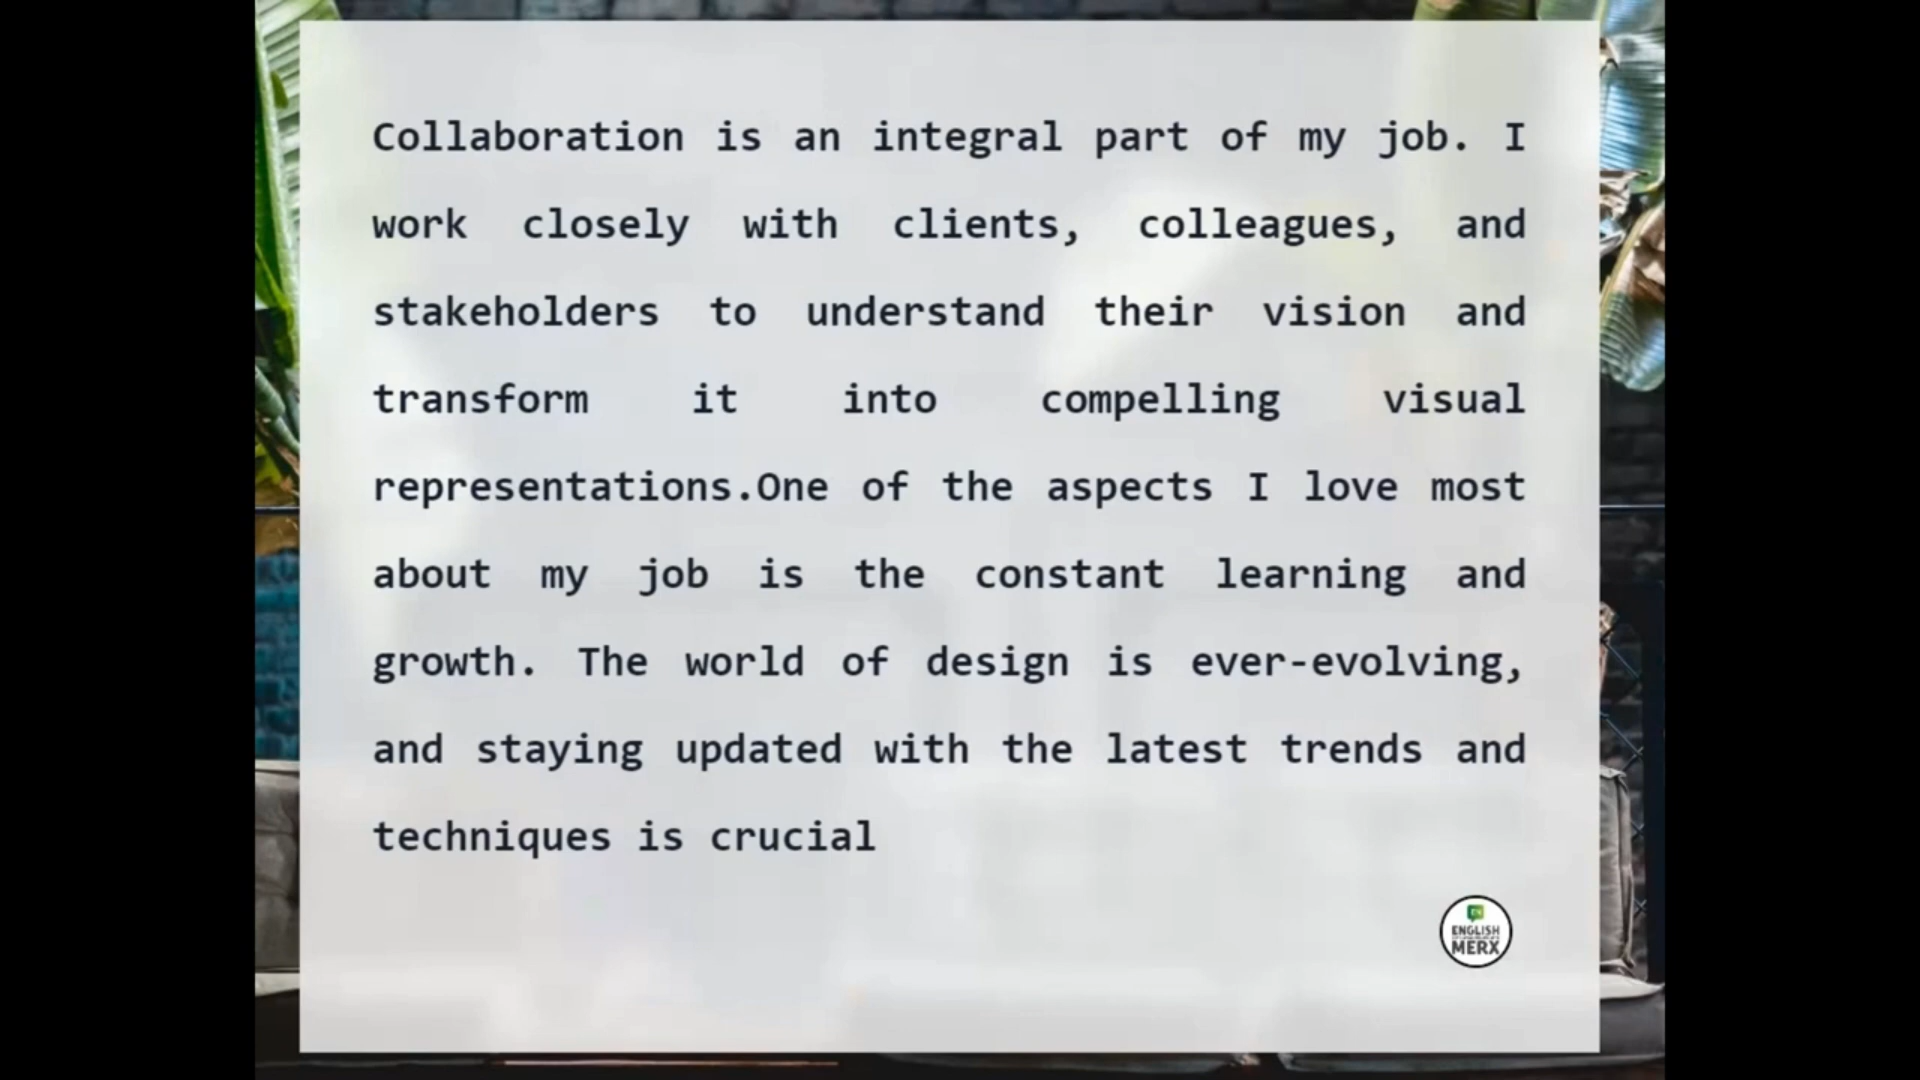 Collaboration is an integral part of my job. I
work closely with clients, colleagues, and
stakeholders to understand their vision and
transform it into compelling visual
representations.One of the aspects I love most
about my job is the constant learning and
growth. The world of design is ever-evolving,
and staying updated with the latest trends and
techniques is crucial
ENGLISH
MERX